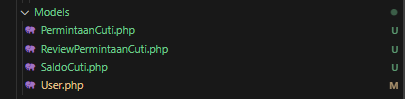 Models
PermintaanCuti.php U
ReviewPermintaanCuti.php U
SaldoCuti.php U
User.php M